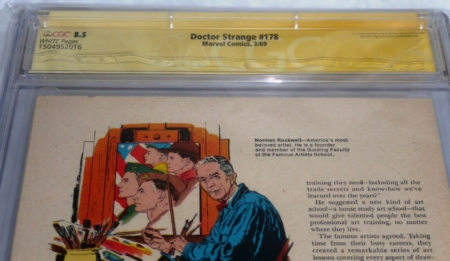 CGC 8.5
WHITE Pages
1504952016
Doctor Strange #178
Marvel Comics, 3/69
CGC
Norman Rockwell—America's most
beloved artist. He is a founder
and member of the Guiding Faculty
of the Famous Artists School.
training they need—including all the
trade secrets and know-how we've
learned over the years!"
He suggested a new kind of art
school—a home study art school—that
would give talented people the best
professional art training, no matter
where they live.
The famous artists agreed. Taking
time from their busy careers, they
created a remarkable series of art
lessons covering every aspect of draw-